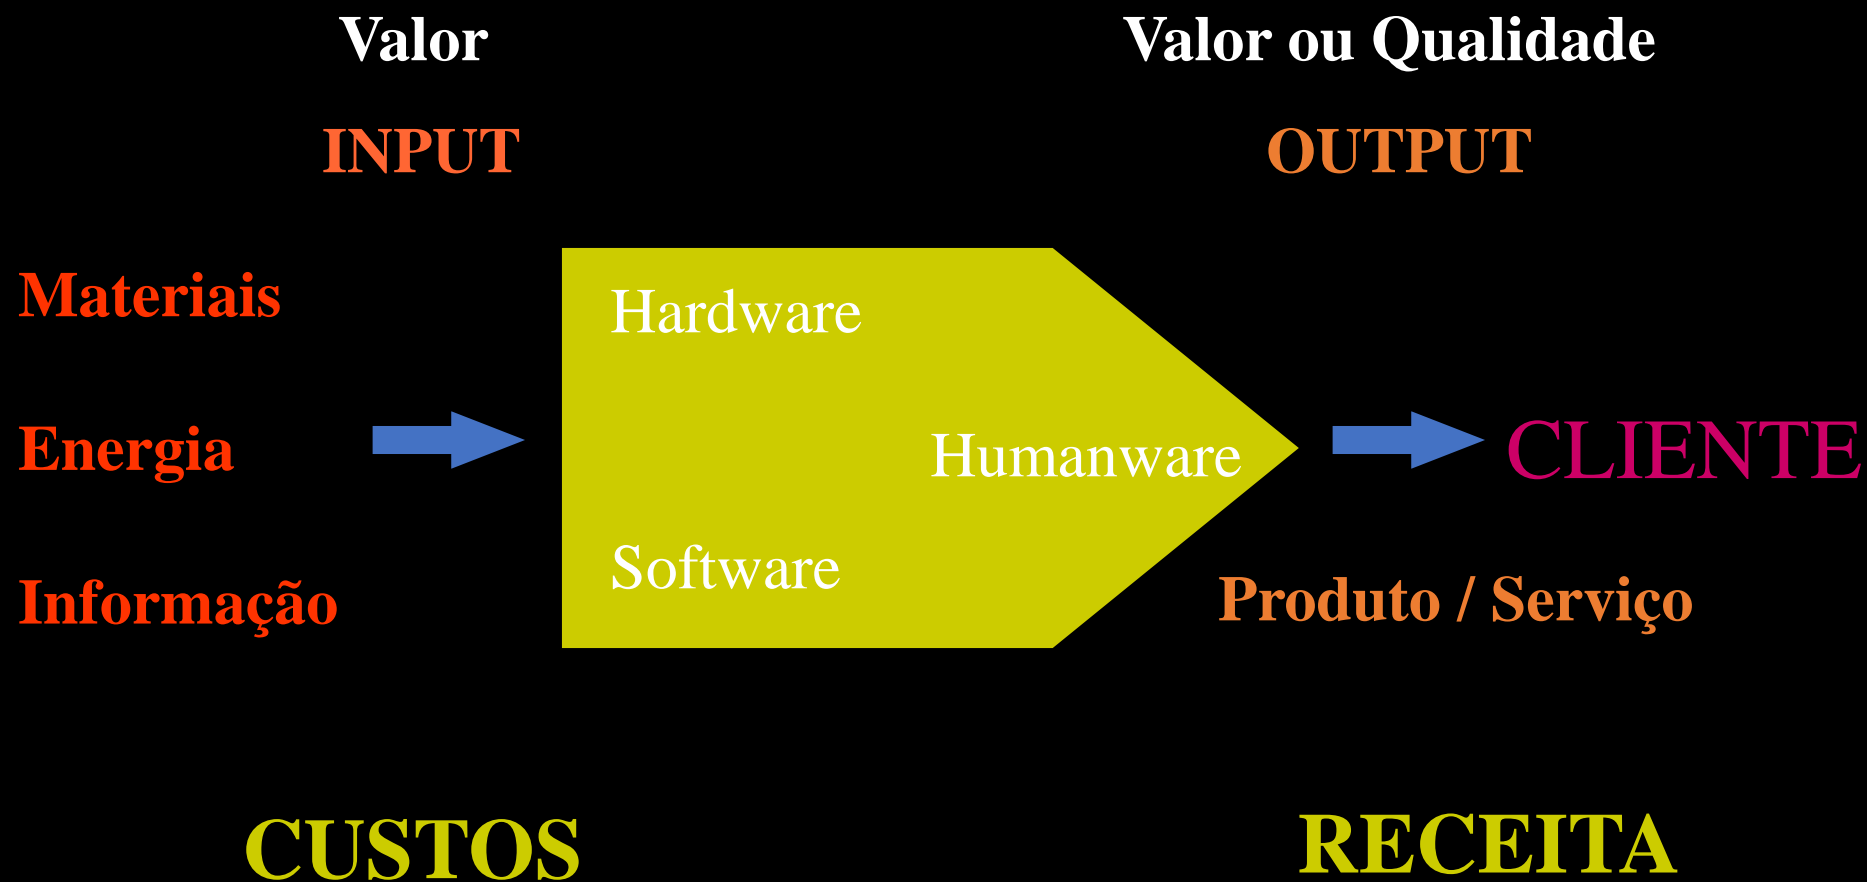 Valor
Valor ou Qualidade
INPUT
OUTPUT
Materiais
Hardware
Energia
Humanware
CLIENTE
Informação
Software
Produto / Serviço
CUSTOS
RECEITA